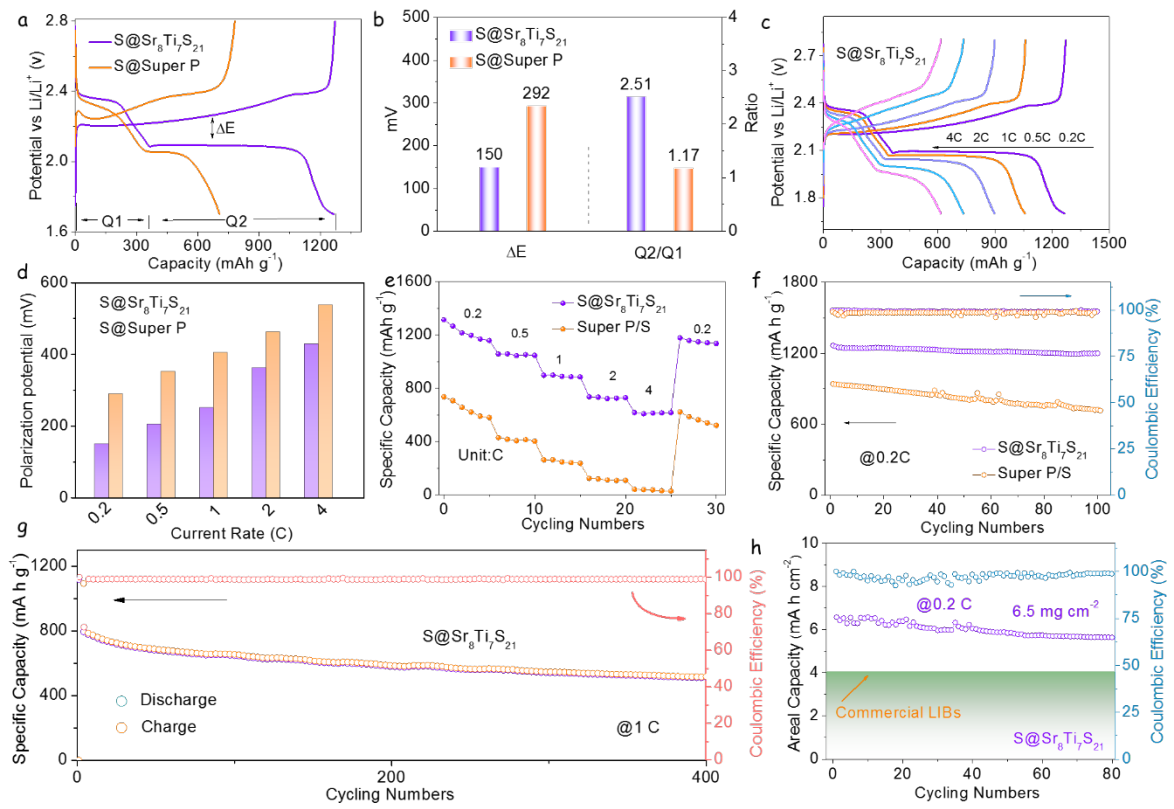 a
S@Sr8Ti7S21
S@Super P
ΔE
Q1
Q2
Potential vs Li/Li+ (v)
2.8
2.4
2.0
1.6
0 300 600 900 1200
Capacity (mAh g-1)
b
S@Sr8Ti7S21
S@Super P
500
400
300
200
100
0
mV
4
3
2
1
0
Ratio
150
292
2.51
1.17
ΔE
Q2/Q1
c
S@Sr8Ti7S21
Potential vs Li/Li+ (v)
2.8
2.4
2.0
1.6
4C 2C 1C 0.5C 0.2C
0 300 600 900 1200 1500
Capacity (mAh g-1)
d
S@Sr8Ti7S21
S@Super P
Polarization potential (mV)
600
400
200
0
0.2 0.5 1 2 4
Current Rate (C)
e
S@Sr8Ti7S21
Super P/S
Specific Capacity (mAh g-1)
1600
1200
800
400
0
0.2
0.5
1
2
4
0.2
Unit:C
0 10 20 30
Cycling Numbers
f
Specific Capacity (mA h g-1)
1800
1200
600
0
100
75
50
25
0
Coulombic Efficiency (%)
@0.2C
S@Sr8Ti7S21
Super P/S
0 20 40 60 80 100
Cycling Numbers
g
Specific Capacity (mA h g-1)
1200
800
400
0
100
80
60
40
20
0
Coulombic Efficiency (%)
S@Sr8Ti7S21
Discharge
Charge
@1 C
0 200 400
Cycling Numbers
h
Areal Capacity (mA h cm-2)
10
8
6
4
2
0
100
75
50
25
0
Coulombic Efficiency (%)
@0.2 C
6.5 mg cm-2
Commercial LIBs
S@Sr8Ti7S21
0 20 40 60 80
Cycling Numbers